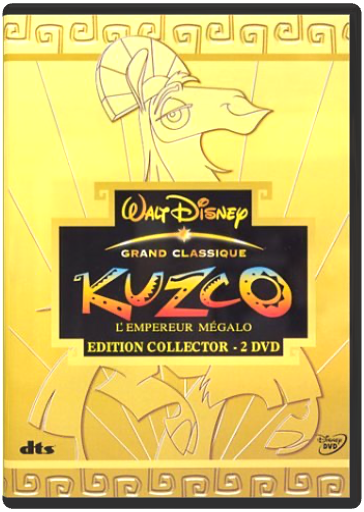 WALT DISNEY
GRAND CLASSIQUE
KUZCO
L'EMPEREUR MÉGALO
EDITION COLLECTOR - 2 DVD
dts
Disney
DVD